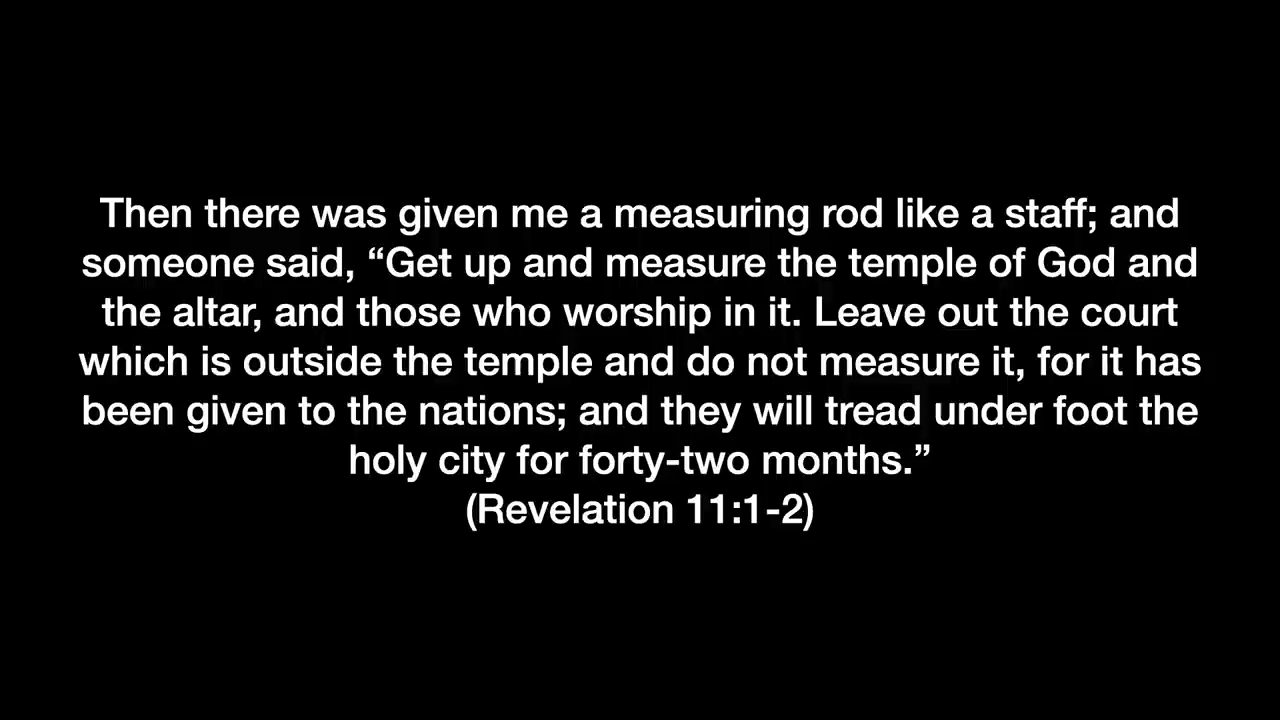 Then there was given me a measuring rod like a staff; and
someone said, “Get up and measure the temple of God and
the altar, and those who worship in it. Leave out the court
which is outside the temple and do not measure it, for it has
been given to the nations; and they will tread under foot the
holy city for forty-two months.”
(Revelation 11:1-2)